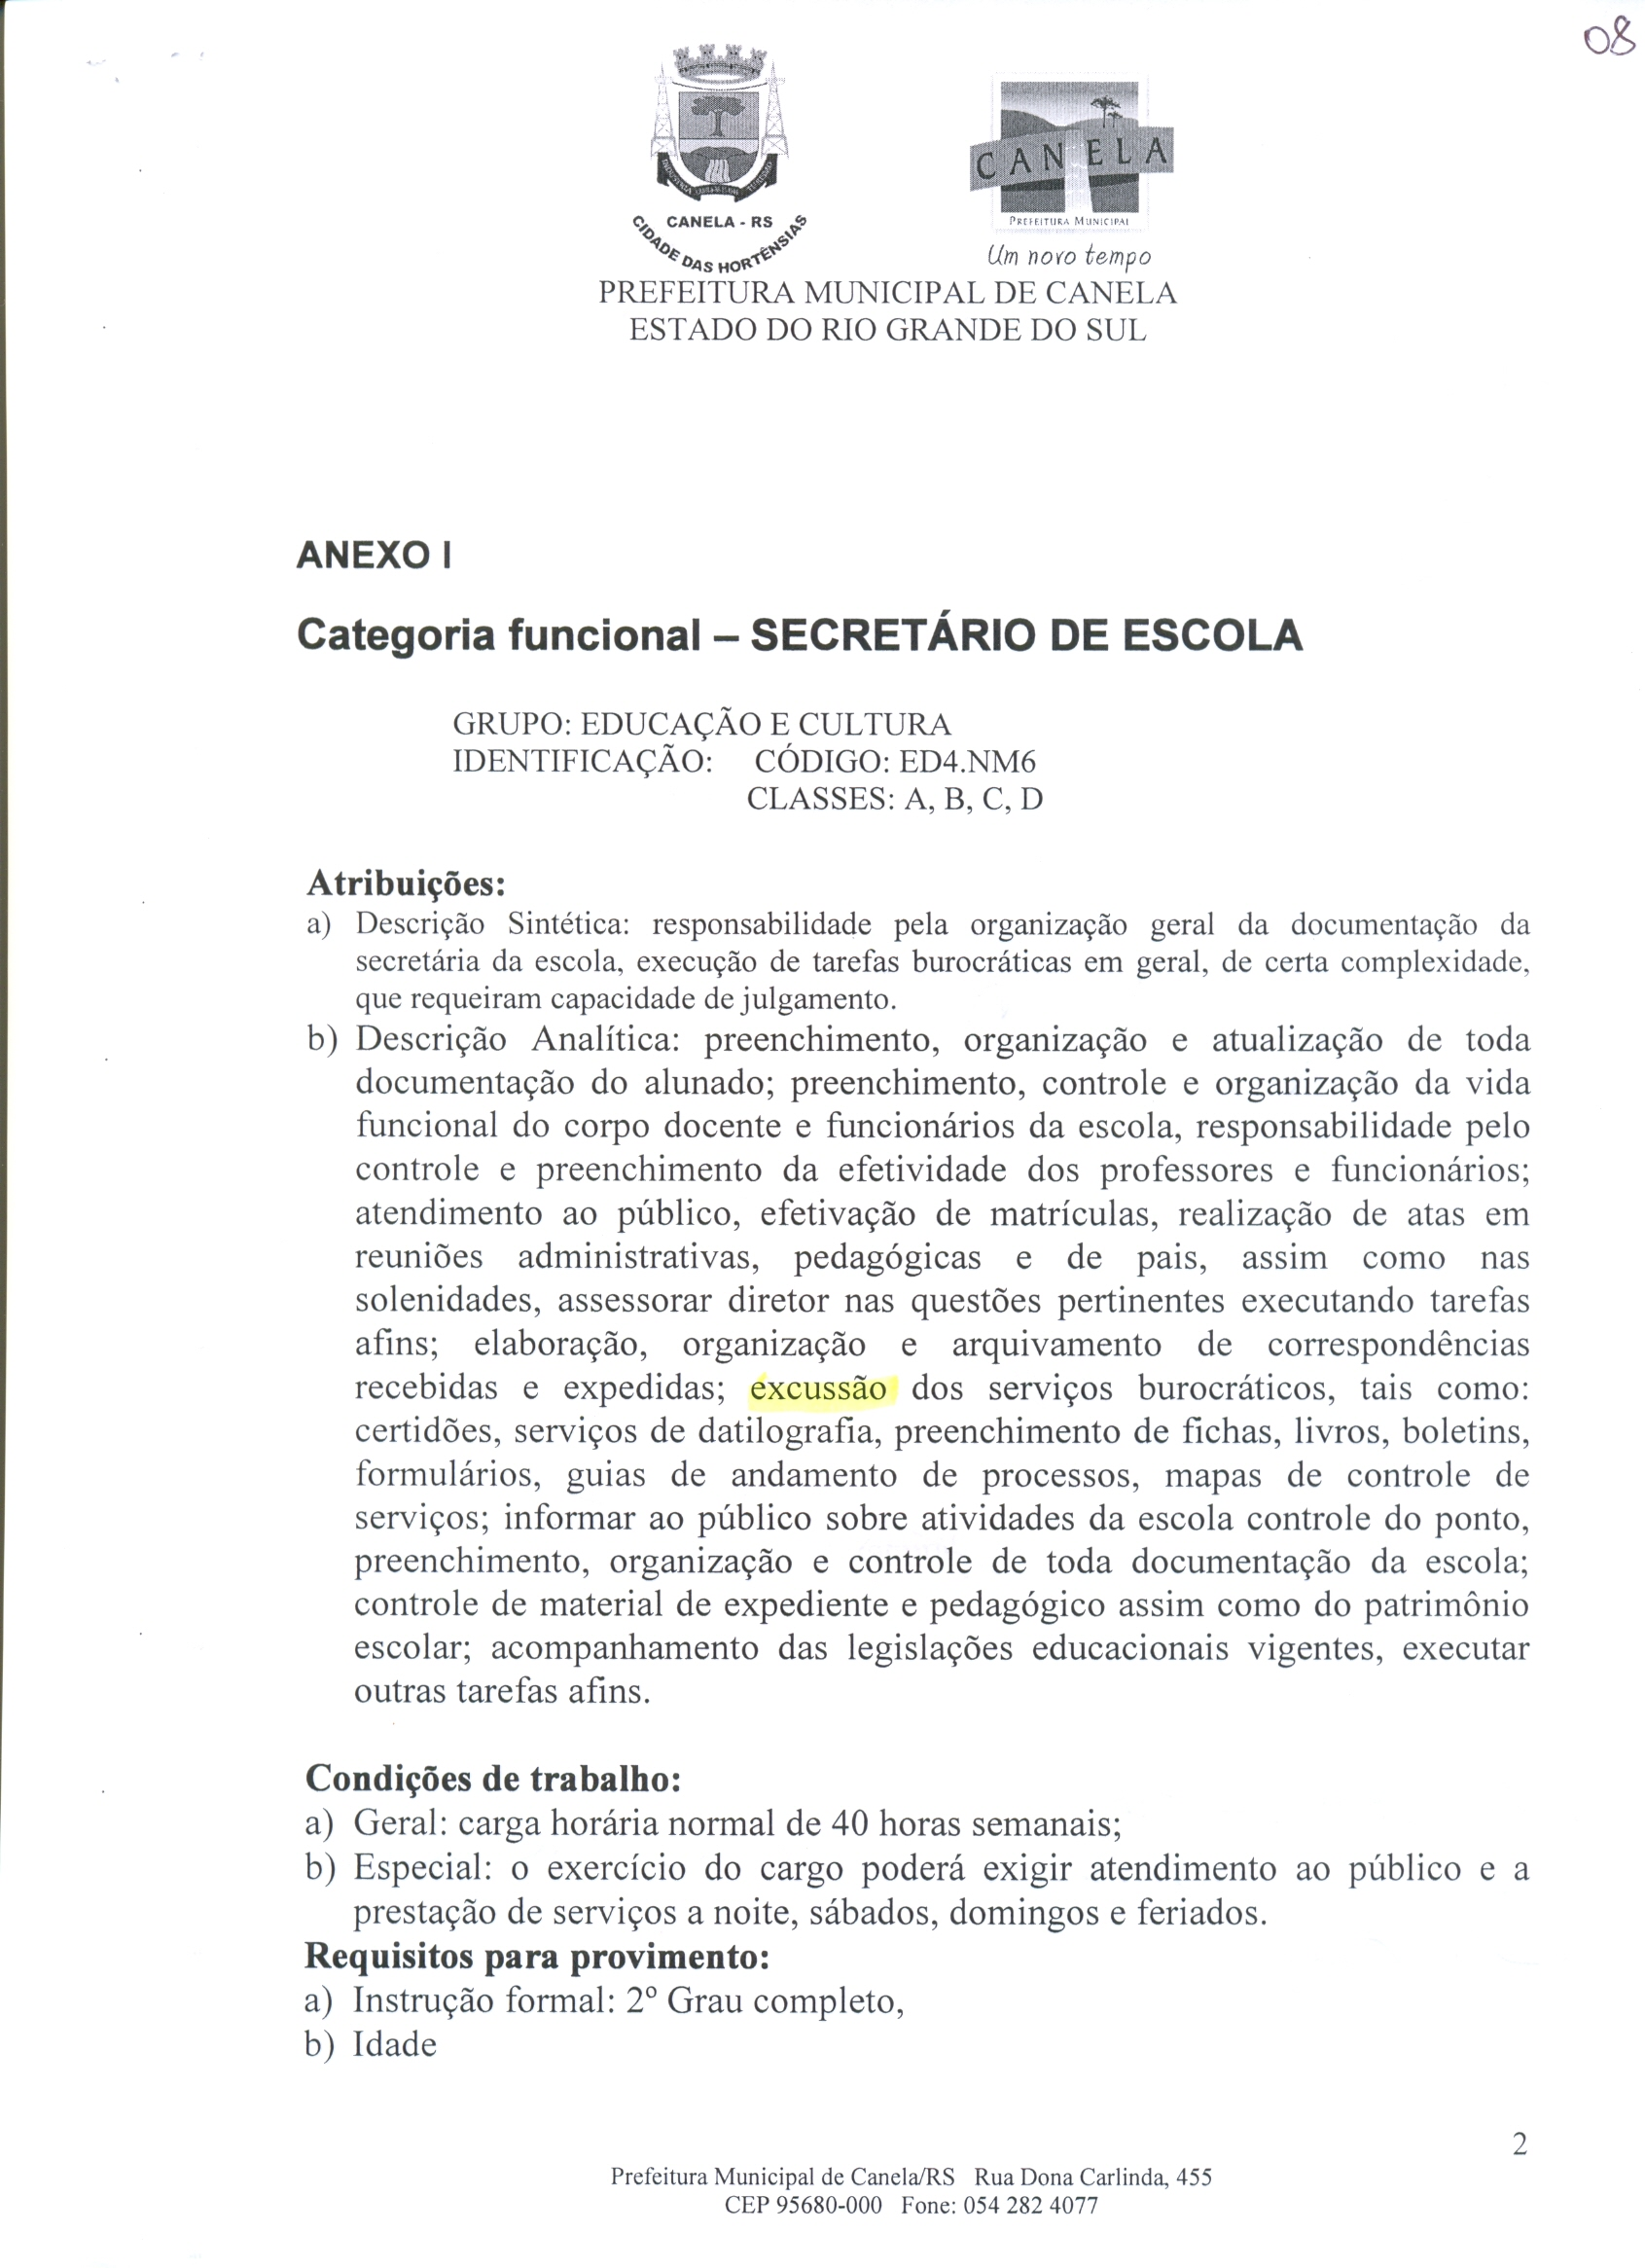 08
CANELA - RS
CIDADE DAS HORTÊNSIAS
CANELA
PREFEITURA MUNICIPAL
Um novo tempo
PREFEITURA MUNICIPAL DE CANELA
ESTADO DO RIO GRANDE DO SUL
ANEXO I
Categoria funcional – SECRETÁRIO DE ESCOLA
GRUPO: EDUCAÇÃO E CULTURA
IDENTIFICAÇÃO: CÓDIGO: ED4.NM6
CLASSES: A, B, C, D
Atribuições:
a) Descrição Sintética: responsabilidade pela organização geral da documentação da
secretária da escola, execução de tarefas burocráticas em geral, de certa complexidade,
que requeiram capacidade de julgamento.
b) Descrição Analítica: preenchimento, organização e atualização de toda
documentação do alunado; preenchimento, controle e organização da vida
funcional do corpo docente e funcionários da escola, responsabilidade pelo
controle e preenchimento da efetividade dos professores e funcionários;
atendimento ao público, efetivação de matrículas, realização de atas em
reuniões administrativas, pedagógicas e de pais, assim como nas
solenidades, assessorar diretor nas questões pertinentes executando tarefas
afins; elaboração, organização e arquivamento de correspondências
recebidas e expedidas; excussão dos serviços burocráticos, tais como:
certidões, serviços de datilografia, preenchimento de fichas, livros, boletins,
formulários, guias de andamento de processos, mapas de controle de
serviços; informar ao público sobre atividades da escola controle do ponto,
preenchimento, organização e controle de toda documentação da escola;
controle de material de expediente e pedagógico assim como do patrimônio
escolar; acompanhamento das legislações educacionais vigentes, executar
outras tarefas afins.
Condições de trabalho:
a) Geral: carga horária normal de 40 horas semanais;
b) Especial: o exercício do cargo poderá exigir atendimento ao público e a
prestação de serviços a noite, sábados, domingos e feriados.
Requisitos para provimento:
a) Instrução formal: 2º Grau completo,
b) Idade
2
Prefeitura Municipal de Canela/RS Rua Dona Carlinda, 455
CEP 95680-000 Fone: 054 282 4077